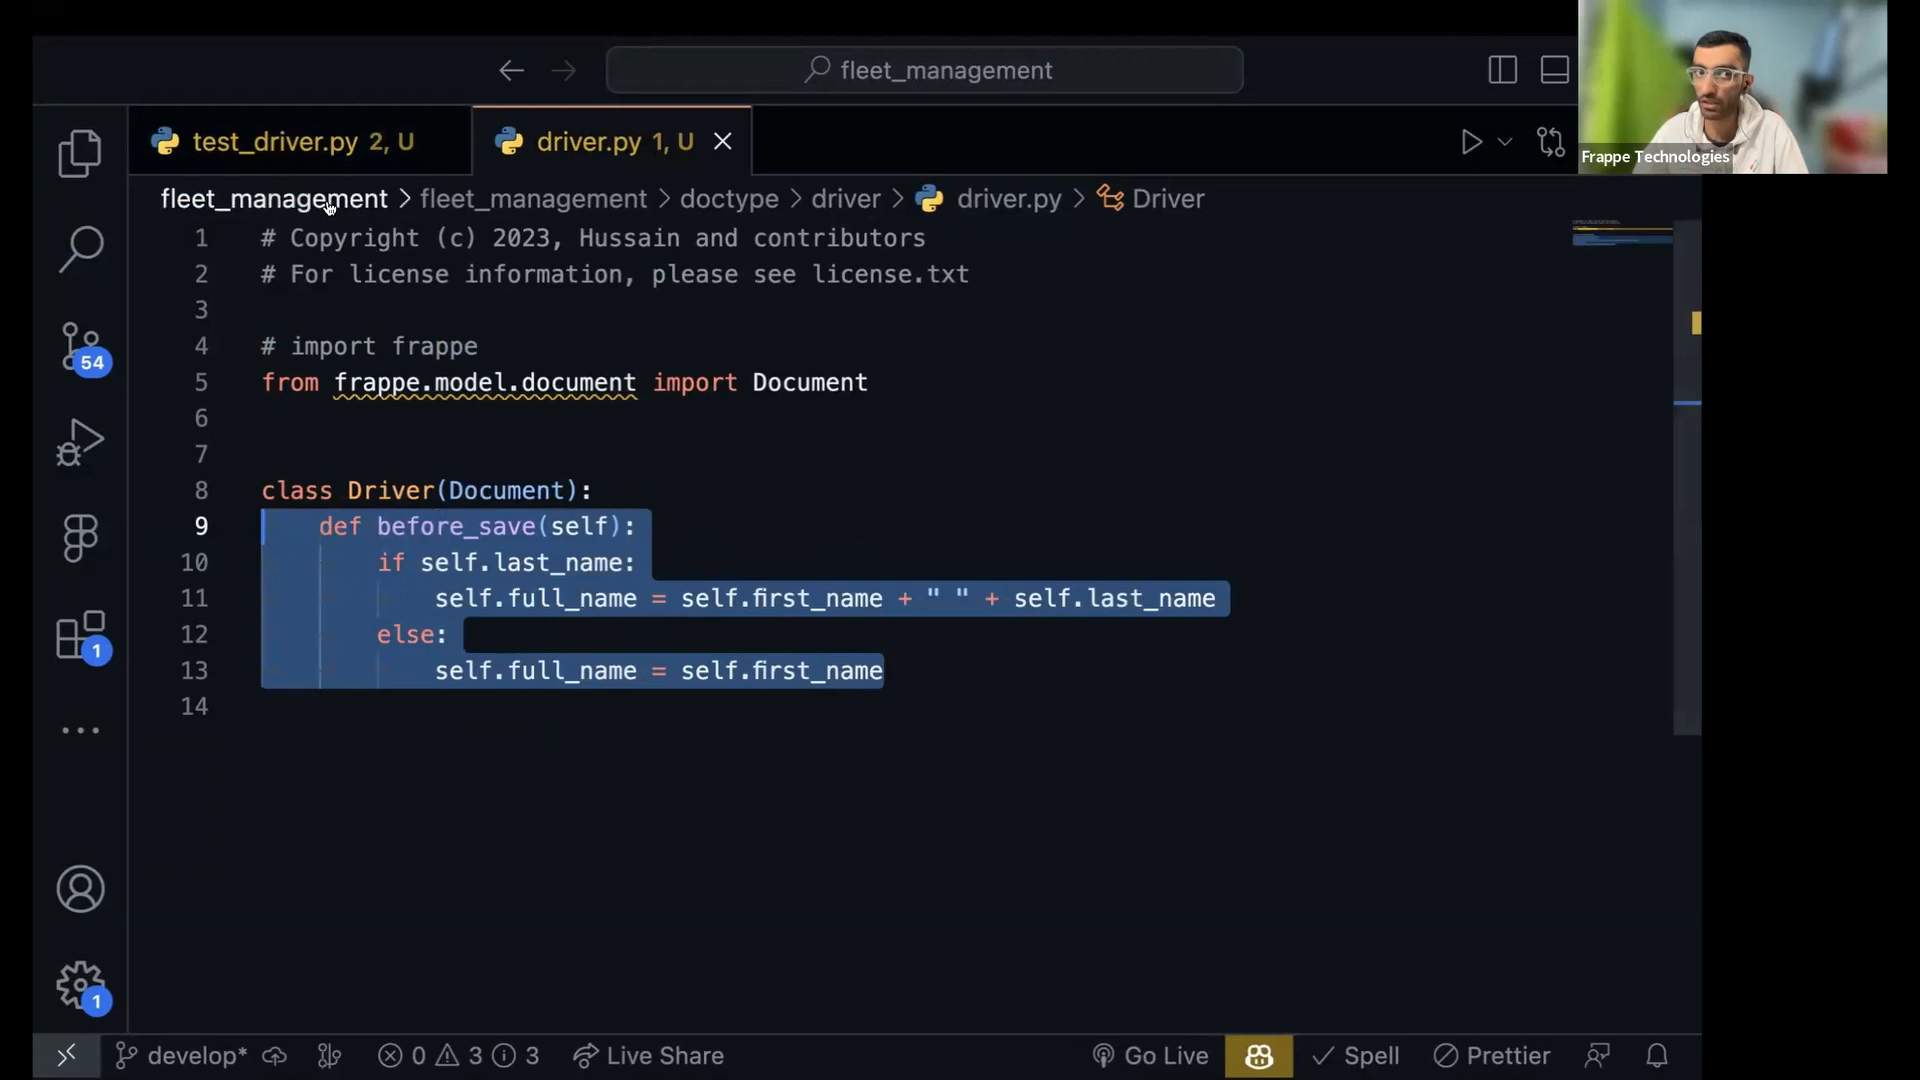 fleet_management
Frappe Technologies
test_driver.py 2, U
driver.py 1, U
fleet_management > fleet_management > doctype > driver > driver.py > Driver
1 # Copyright (c) 2023, Hussain and contributors
2 # For license information, please see license.txt
3
4 # import frappe
5 from frappe.model.document import Document
6
7
8 class Driver(Document):
9 def before_save(self):
10 if self.last_name:
11 self.full_name = self.first_name + " " + self.last_name
12 else:
13 self.full_name = self.first_name
14
54
1
1
develop* 0 3 3 Live Share Go Live Spell Prettier